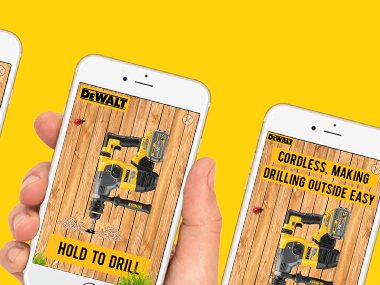 DEWALT
HOLD TO DRILL
DEWALT
CORDLESS, MAKING
DRILLING OUTSIDE EASY